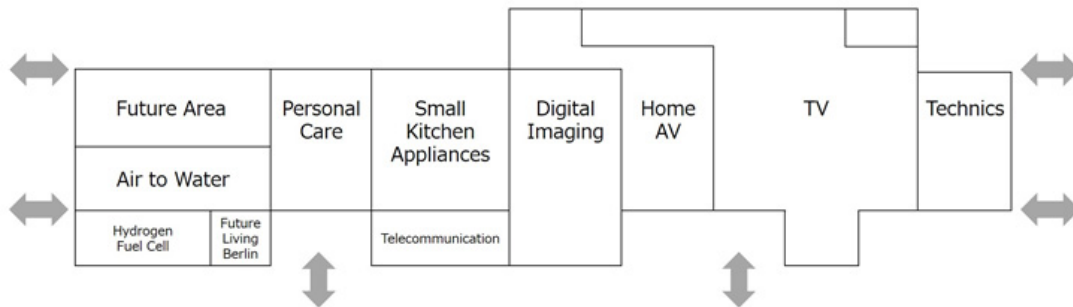 Future Area
Air to Water
Hydrogen
Fuel Cell
Future
Living
Berlin
Personal
Care
Small
Kitchen
Appliances
Telecommunication
Digital
Imaging
Home
AV
TV
Technics